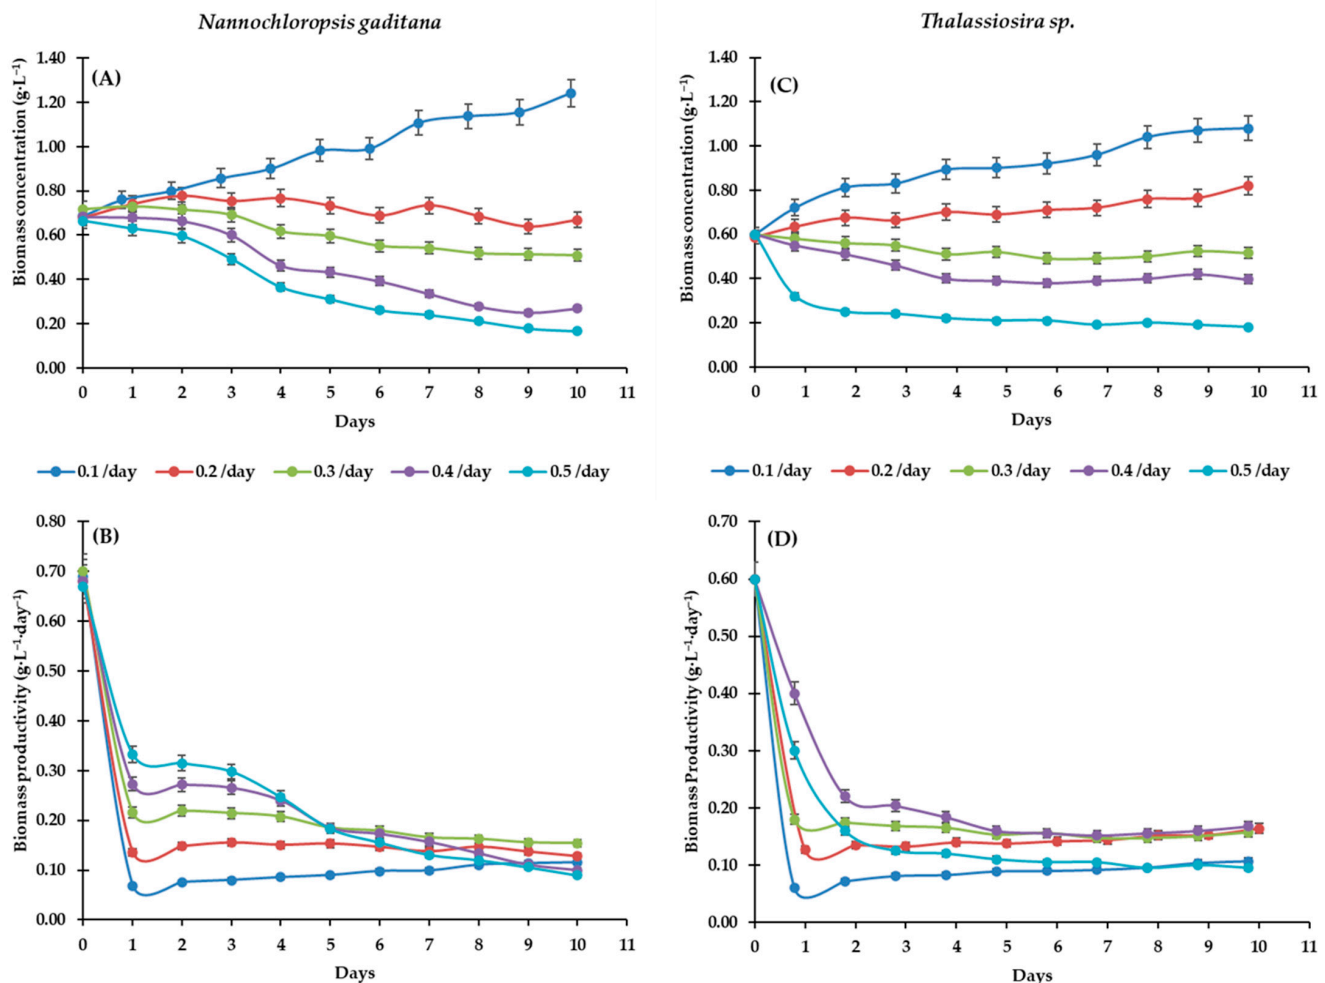 Nannochloropsis gaditana
Thalassiosira sp.
(A)
Biomass concentration (g·L⁻¹)
1.40
1.20
1.00
0.80
0.60
0.40
0.20
0.00
0 1 2 3 4 5 6 7 8 9 10 11
Days
(C)
Biomass concentration (g·L⁻¹)
1.40
1.20
1.00
0.80
0.60
0.40
0.20
0.00
0 1 2 3 4 5 6 7 8 9 10 11
Days
0.1/day 0.2/day 0.3/day 0.4/day 0.5/day
0.1/day 0.2/day 0.3/day 0.4/day 0.5/day
(B)
Biomass productivity (g·L⁻¹·day⁻¹)
0.80
0.70
0.60
0.50
0.40
0.30
0.20
0.10
0.00
0 1 2 3 4 5 6 7 8 9 10 11
Days
(D)
Biomass Productivity (g·L⁻¹·day⁻¹)
0.70
0.60
0.50
0.40
0.30
0.20
0.10
0.00
0 1 2 3 4 5 6 7 8 9 10 11
Days